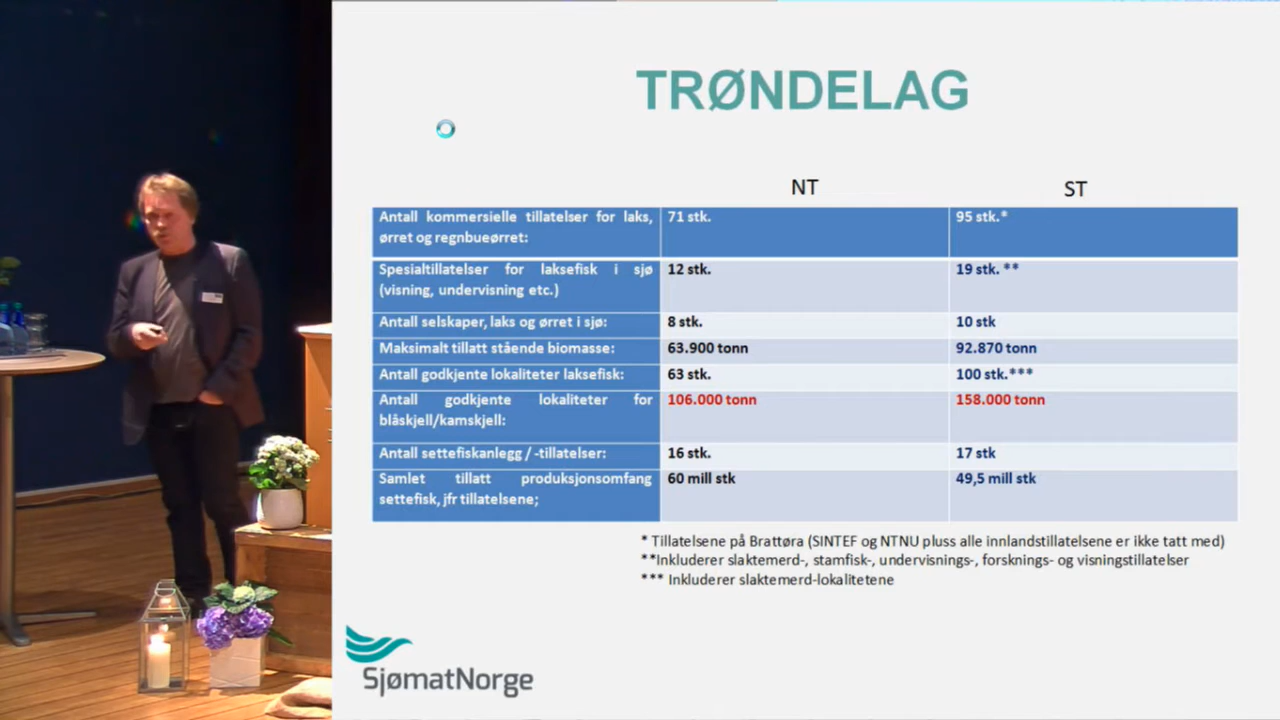 TRØNDELAG
NT
ST
Antall kommersielle tillatelser for laks,
ørret og regnbueørret:
71 stk.
95 stk.*
Spesialtillatelser for laksefisk i sjø
(visning, undervisning etc.)
12 stk.
19 stk. **
Antall selskaper, laks og ørret i sjø:
8 stk.
10 stk
Maksimalt tillatt stående biomasse:
63.900 tonn
92.870 tonn
Antall godkjente lokaliteter laksefisk:
63 stk.
100 stk.***
Antall godkjente lokaliteter for
blåskjell/kamskjell:
106.000 tonn
158.000 tonn
Antall settefiskanlegg / -tillatelser:
16 stk.
17 stk
Samlet tillatt produksjonsomfang
settefisk, jfr tillatelsene;
60 mill stk
49,5 mill stk
* Tillatelsene på Brattøra (SINTEF og NTNU pluss alle innlandstillatelsene er ikke tatt med)
**Inkluderer slaktemerd-, stamfisk-, undervisnings-, forsknings- og visningstillatelser
*** Inkluderer slaktemerd-lokalitetene
SjømatNorge